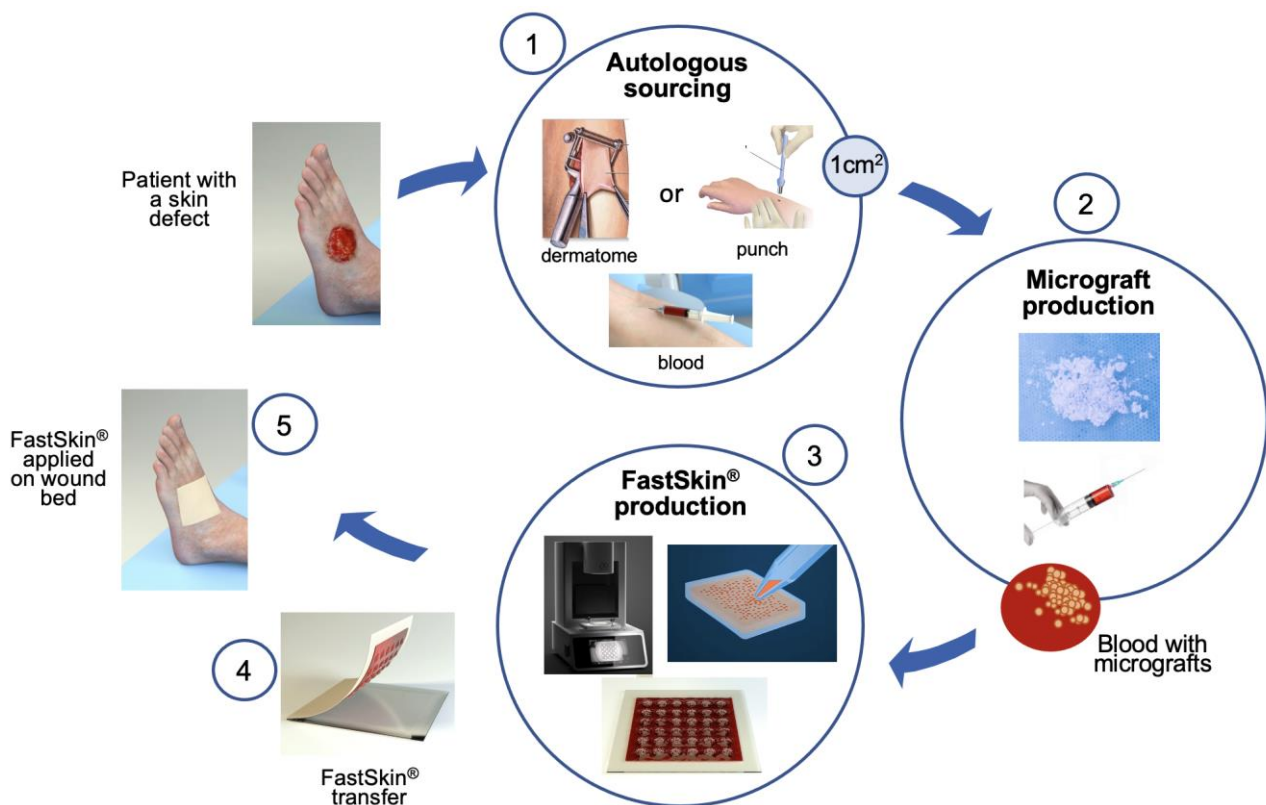 Patient with
a skin
defect
1
Autologous
sourcing
dermatome
or
punch
blood
1cm²
2
Micrograft
production
Blood with
micrografts
3
FastSkin®
production
4
FastSkin®
transfer
5
FastSkin®
applied
on wound
bed